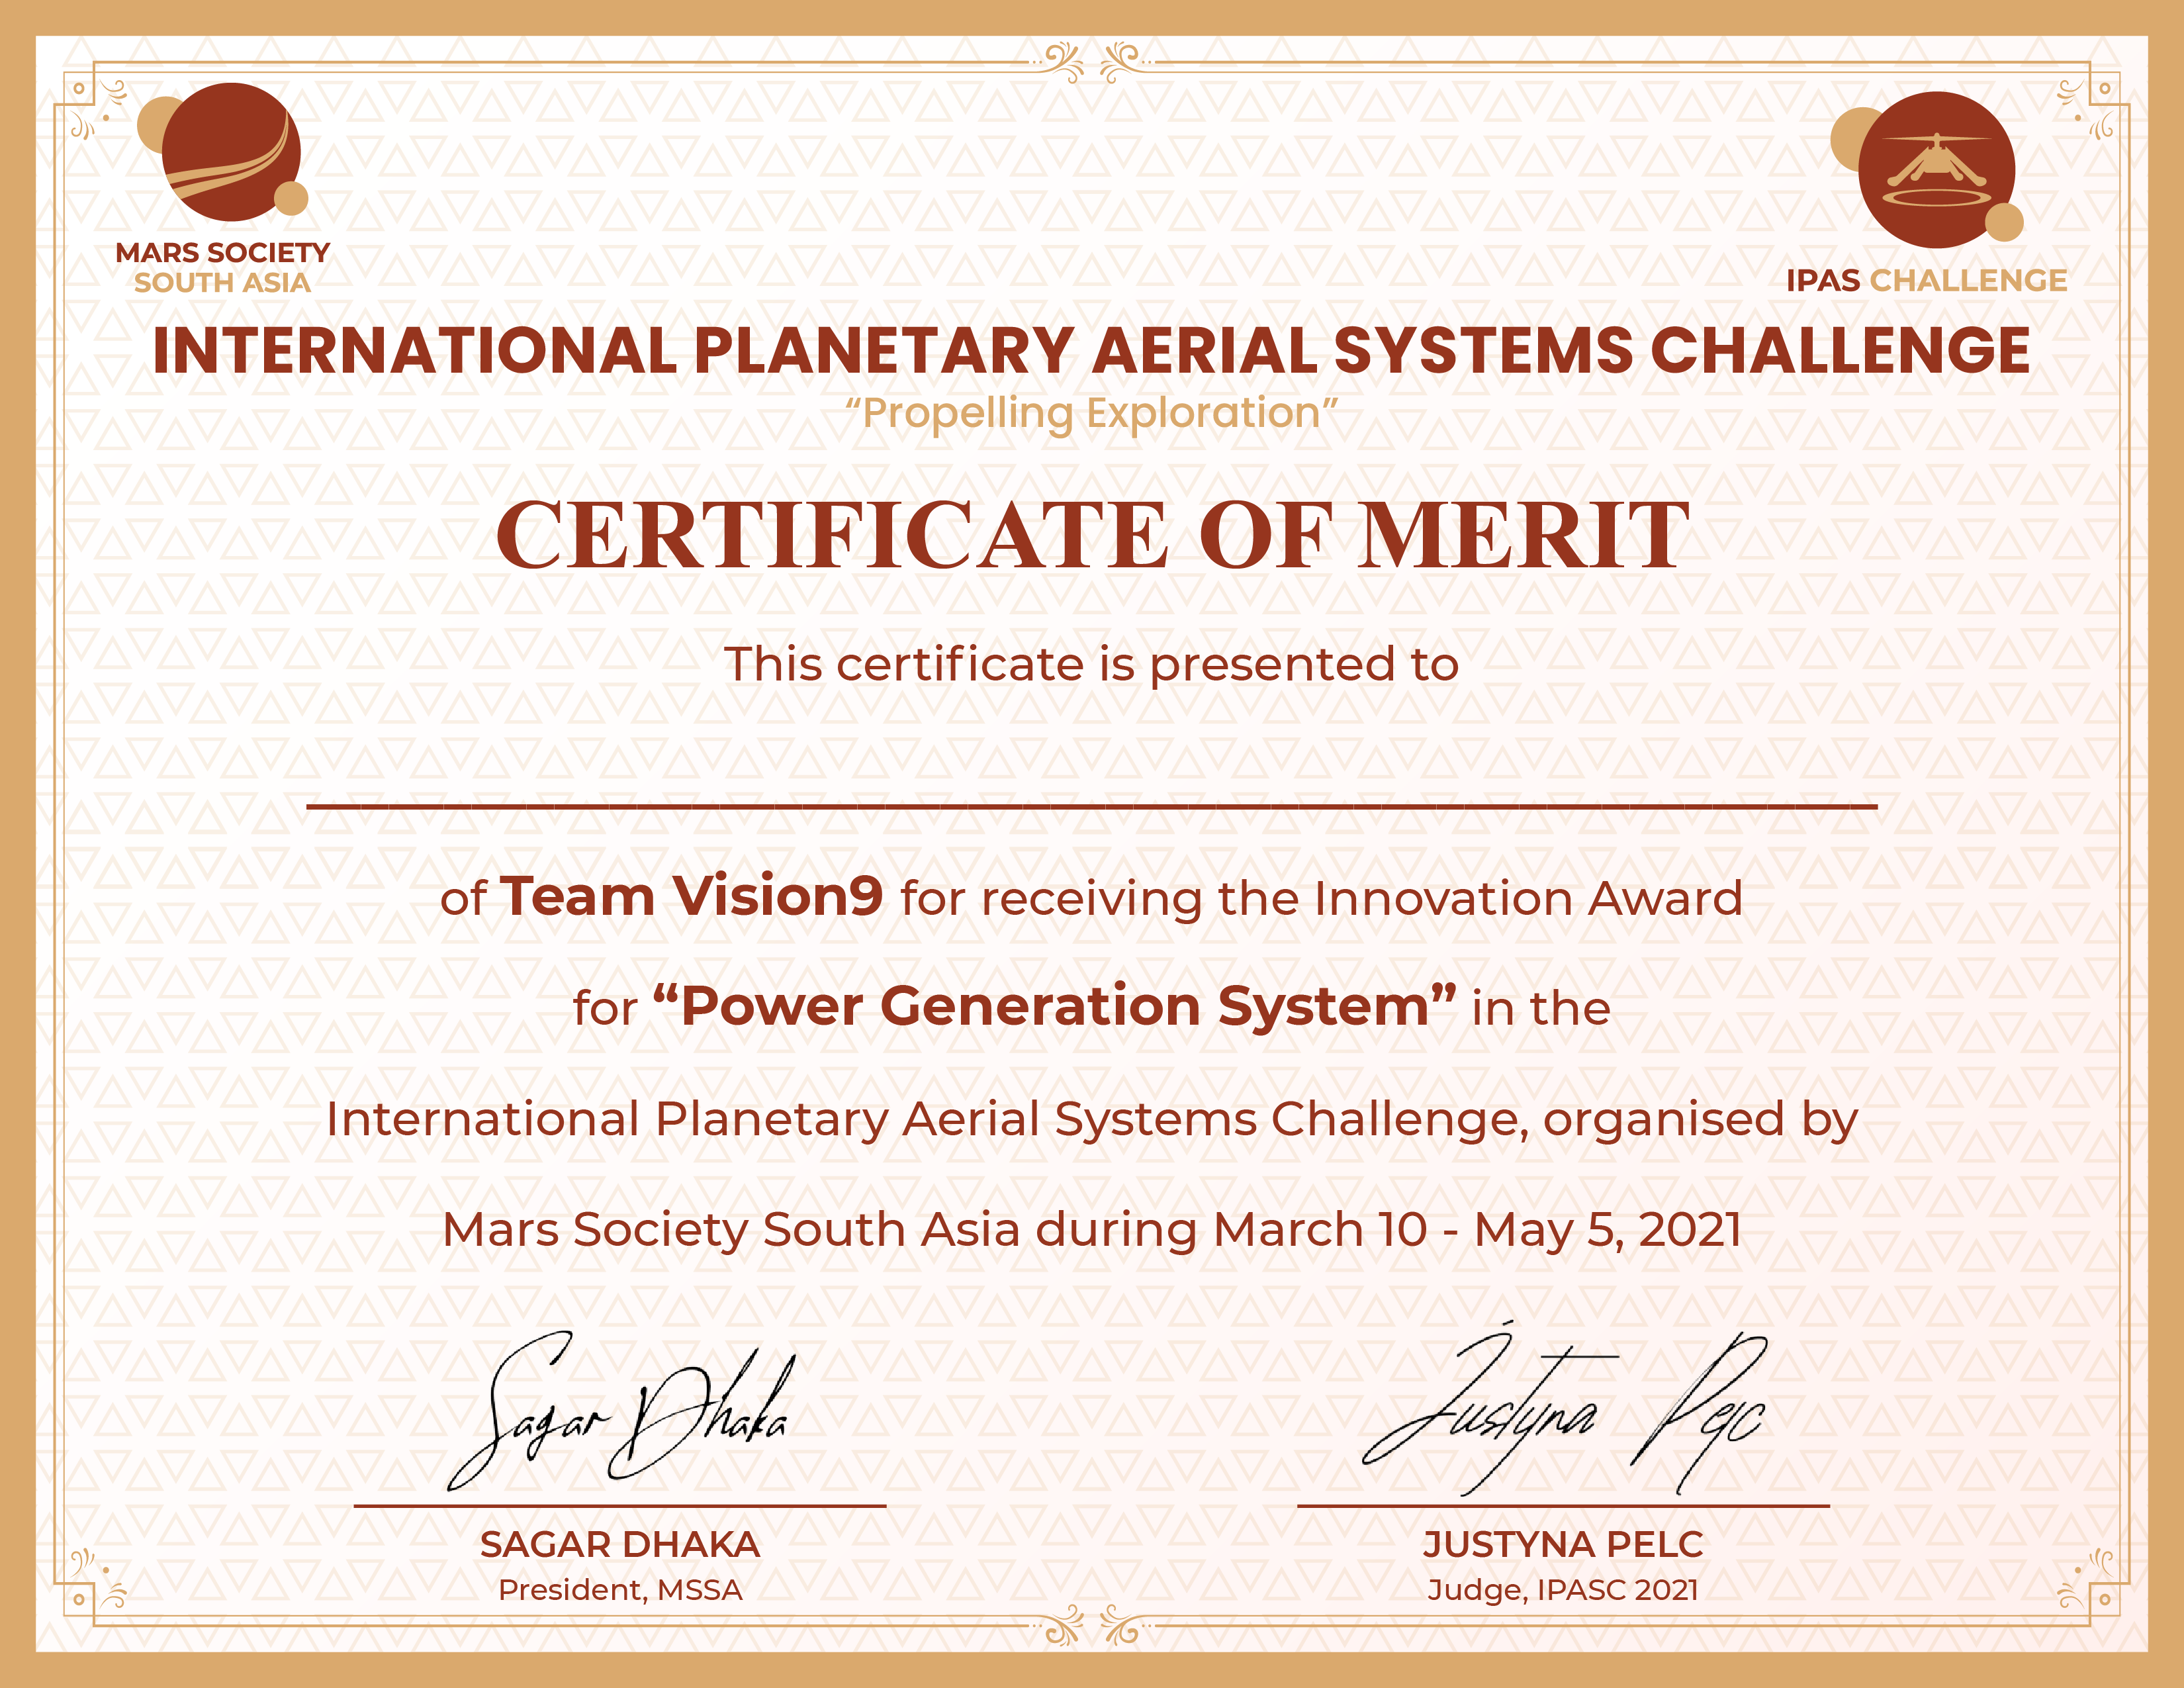 MARS SOCIETY
SOUTH ASIA
IPAS CHALLENGE
INTERNATIONAL PLANETARY AERIAL SYSTEMS CHALLENGE
“Propelling Exploration”
CERTIFICATE OF MERIT
This certificate is presented to
of Team Vision9 for receiving the Innovation Award
for “Power Generation System” in the
International Planetary Aerial Systems Challenge, organised by
Mars Society South Asia during March 10 - May 5, 2021
Sagar Dhaka
Justyna Pelc
SAGAR DHAKA
President, MSSA
JUSTYNA PELC
Judge, IPASC 2021